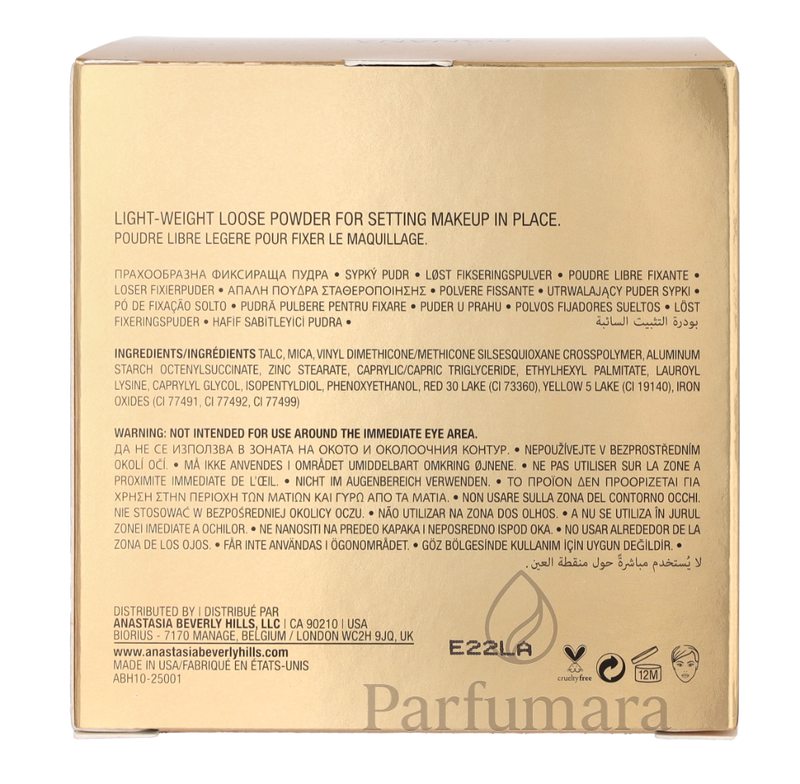 LIGHT-WEIGHT LOOSE POWDER FOR SETTING MAKEUP IN PLACE.
POUDRE LIBRE LEGERE POUR FIXER LE MAQUILLAGE.
ПРАХООБРАЗНА ФИКСИРАЩА ПУДРА • SYPKÝ PUDR • LØST FIKSERINGSPULVER • POUDRE LIBRE FIXANTE •
LOSER FIXIERPUDER • ΑΠΑΛΗ ΠΟΥΔΡΑ ΣΤΑΘΕΡΟΠΟΙΗΣΗΣ • POLVERE FISSANTE • UTRWALAJĄCY PUDER SYPKI •
PÓ DE FIXAÇÃO SOLTO • PUDRĂ PULBERE PENTRU FIXARE • PUDER U PRAHU • POLVOS FIJADORES SUELTOS • LÖST
FIXERINGSPUDER • HAFİF SABİTLEYİCİ PUDRA • بودرة التثبيت السائبة
INGREDIENTS/INGRÉDIENTS TALC, MICA, VINYL DIMETHICONE/METHICONE SILSESQUIOXANE CROSSPOLYMER, ALUMINUM
STARCH OCTENYLSUCCINATE, ZINC STEARATE, CAPRYLIC/CAPRIC TRIGLYCERIDE, ETHYLHEXYL PALMITATE, LAUROYL
LYSINE, CAPRYLYL GLYCOL, ISOPENTYLDIOL, PHENOXYETHANOL, RED 30 LAKE (CI 73360), YELLOW 5 LAKE (CI 19140), IRON
OXIDES (CI 77491, CI 77492, CI 77499)
WARNING: NOT INTENDED FOR USE AROUND THE IMMEDIATE EYE AREA.
ДА НЕ СЕ ИЗПОЛЗВА В ЗОНАТА НА ОКОТО И ОКОЛООЧНИЯ КОНТУР. • NEPOUŽÍVEJTE V BEZPROSTŘEDNÍM
OKOLÍ OČÍ. • MÅ IKKE ANVENDES I OMRÅDET UMIDDELBART OMKRING ØJNENE. • NE PAS UTILISER SUR LA ZONE A
PROXIMITE IMMEDIATE DE L'ŒIL. • NICHT IM AUGENBEREICH VERWENDEN. • ΤΟ ΠΡΟΪΟΝ ΔΕΝ ΠΡΟΟΡΙΖΕΤΑΙ ΓΙΑ
ΧΡΗΣΗ ΣΤΗΝ ΠΕΡΙΟΧΗ ΤΩΝ ΜΑΤΙΩΝ ΚΑΙ ΓΥΡΩ ΑΠΟ ΤΑ ΜΑΤΙΑ. • NON USARE SULLA ZONA DEL CONTORNO OCCHI.
NIE STOSOWAĆ W BEZPOŚREDNIEJ OKOLICY OCZU. • NÃO UTILIZAR NA ZONA DOS OLHOS. • A NU SE UTILIZA ÎN JURUL
ZONEI IMEDIATE A OCHILOR. • NE NANOSITI NA PREDEO KAPAKA I NEPOSREDNO ISPOD OKA. • NO USAR ALREDEDOR DE LA
ZONA DE LOS OJOS. • FÅR INTE ANVÄNDAS I ÖGONOMRÅDET. • GÖZ BÖLGESİNDE KULLANIM İÇİN UYGUN DEĞİLDİR. •
لا يُستخدم مباشرةً حول منقطة العين.
DISTRIBUTED BY | DISTRIBUÉ PAR
ANASTASIA BEVERLY HILLS, LLC | CA 90210 | USA
BIORIUS - 7170 MANAGE, BELGIUM / LONDON WC2H 9JQ, UK
www.anastasiabeverlyhills.com
MADE IN USA/FABRIQUÉ EN ÉTATS-UNIS
ABH10-25001
E22LA
cruelty free
12M
Parfumara